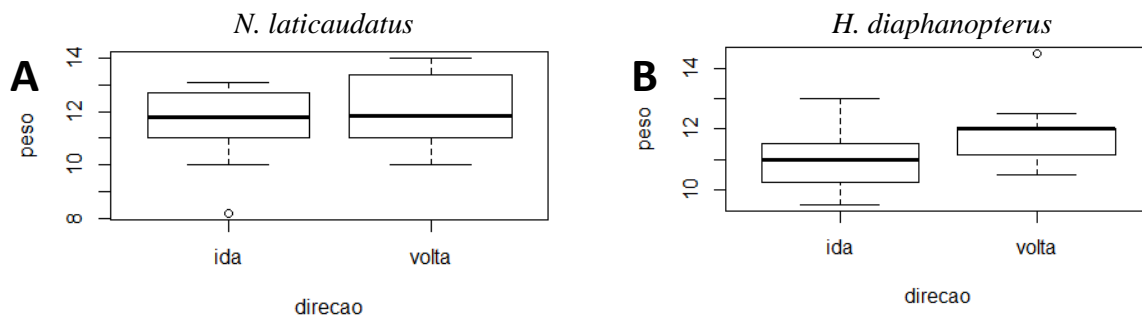 N. laticaudatus
A
peso
14
12
10
8
ida
volta
direcao
H. diaphanopterus
B
peso
14
12
10
ida
volta
direcao